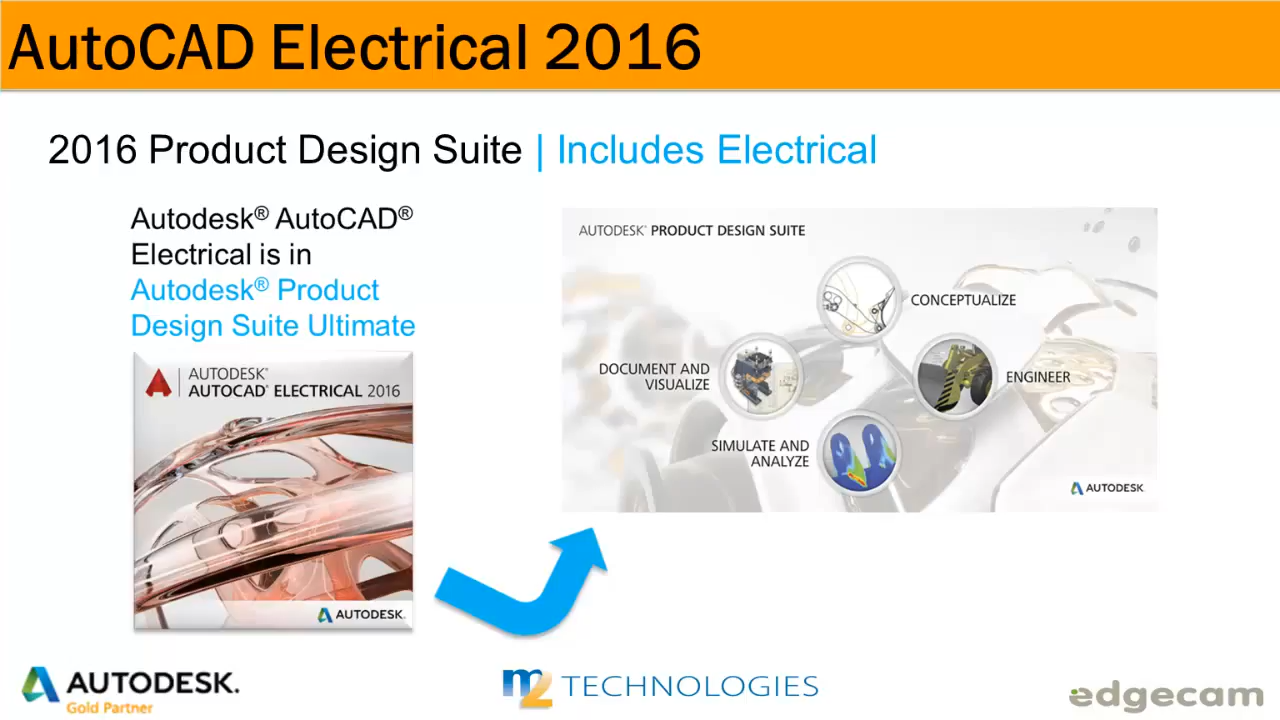 AutoCAD Electrical 2016
2016 Product Design Suite | Includes Electrical
Autodesk® AutoCAD®
Electrical is in
Autodesk® Product
Design Suite Ultimate
AUTODESK®
AUTOCAD® ELECTRICAL 2016
AUTODESK.
AUTODESK® PRODUCT DESIGN SUITE
CONCEPTUALIZE
DOCUMENT AND
VISUALIZE
ENGINEER
SIMULATE AND
ANALYZE
AUTODESK.
AUTODESK.
Gold Partner
m2 TECHNOLOGIES
edgecam